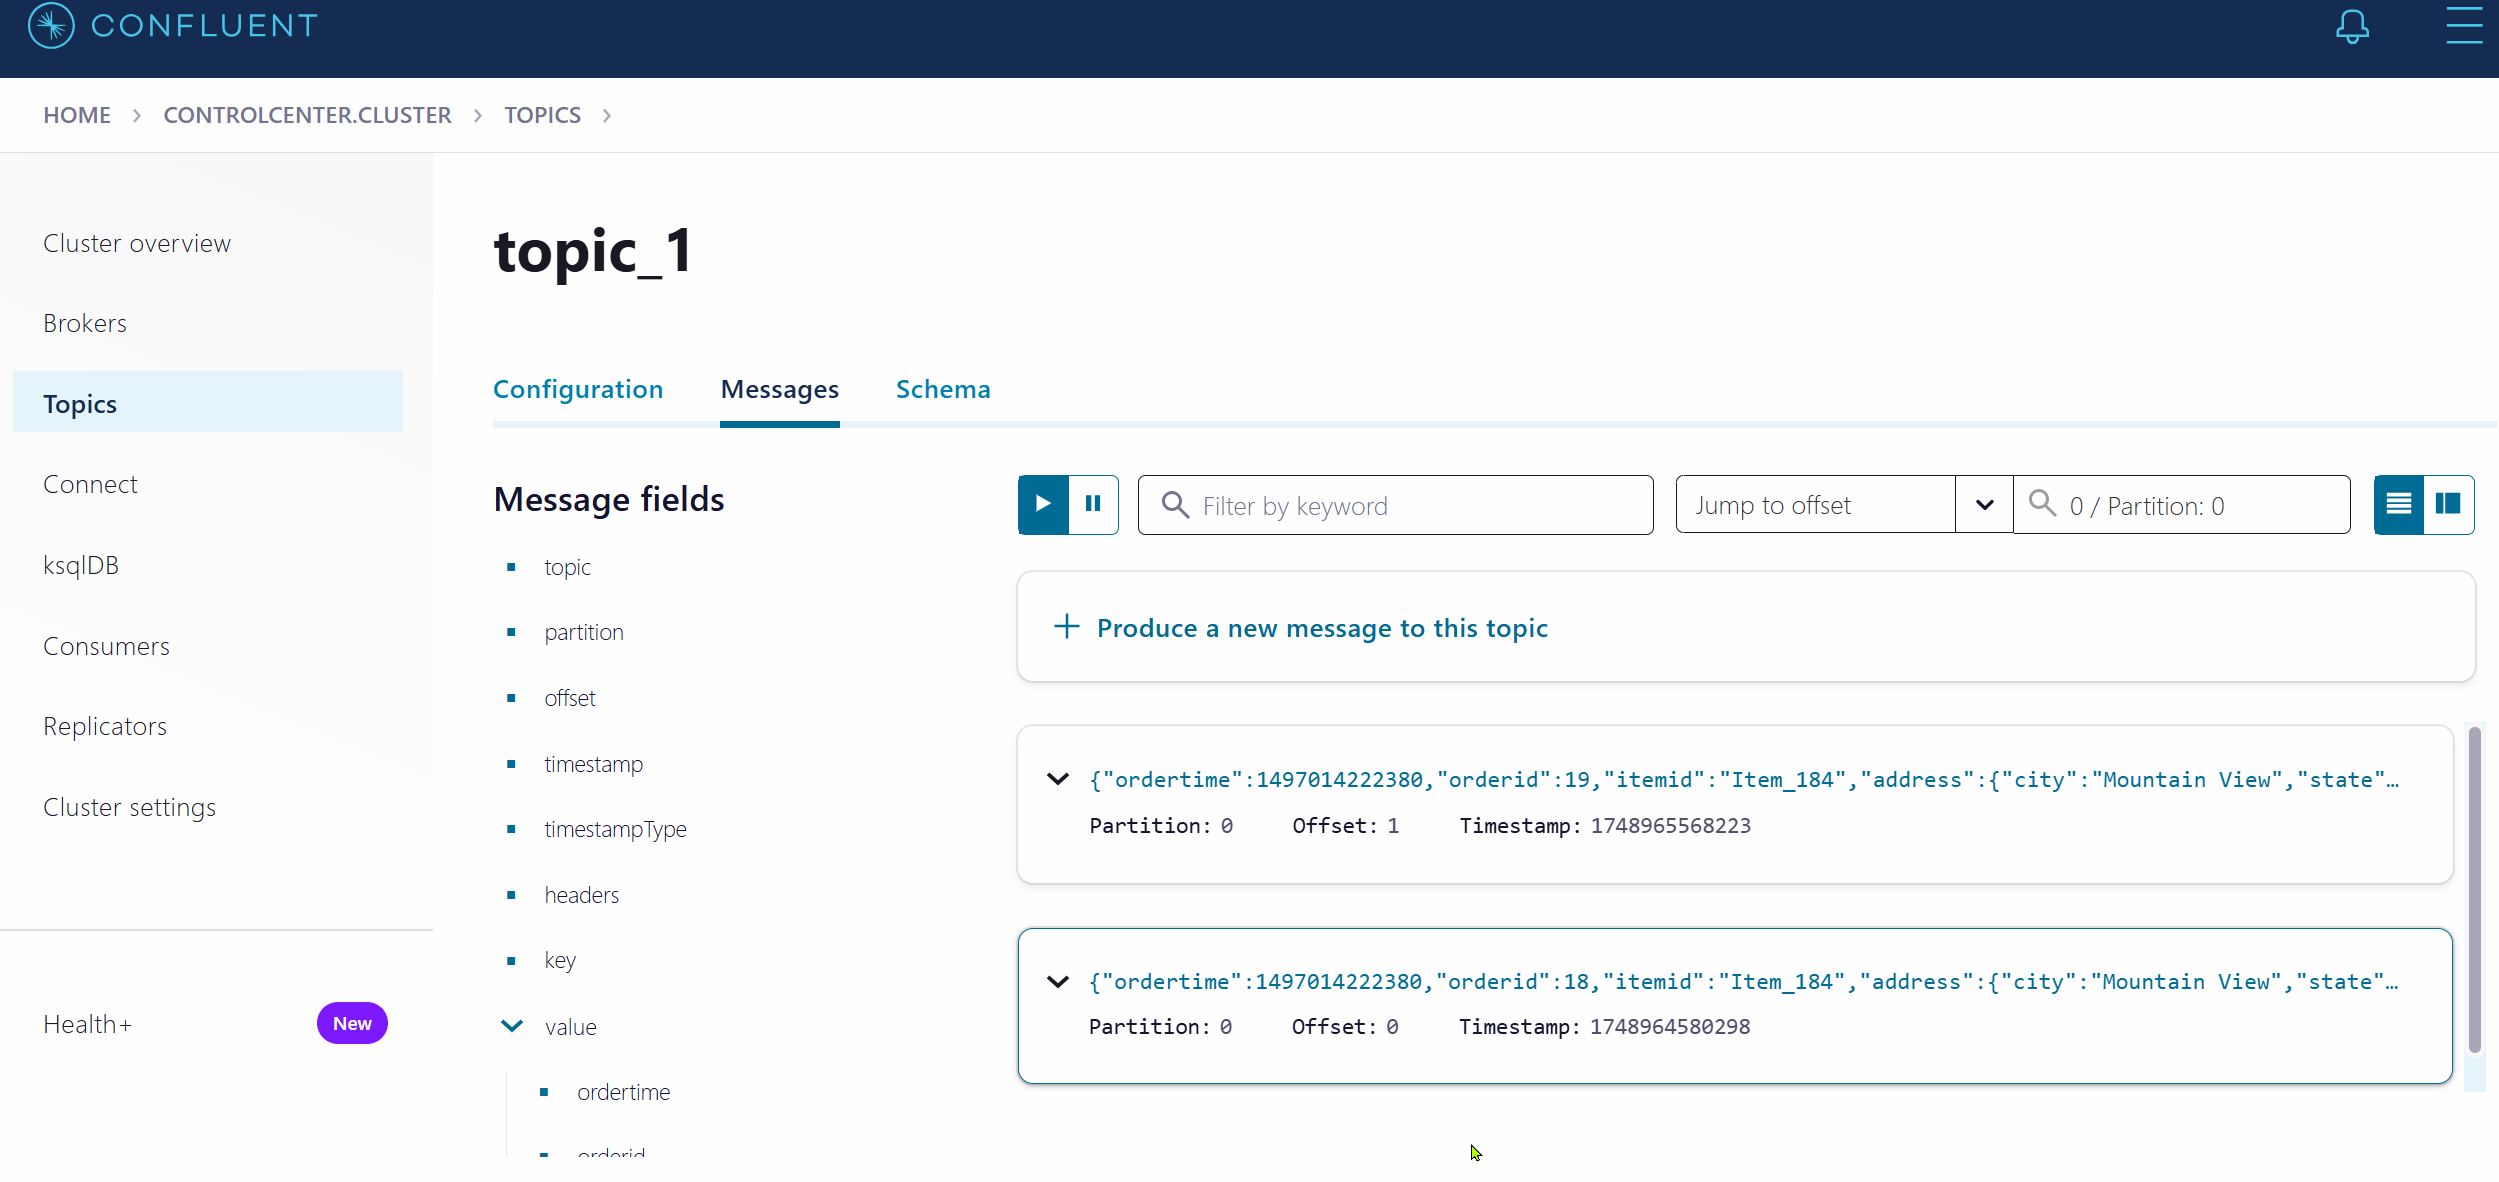 CONFLUENT
HOME > CONTROLCENTER.CLUSTER > TOPICS >
Cluster overview
Brokers
Topics
Connect
ksqlDB
Consumers
Replicators
Cluster settings
Health+ New
topic_1
Configuration Messages Schema
Message fields
topic
partition
offset
timestamp
timestampType
headers
key
value
ordertime
orderid
Filter by keyword
Jump to offset
0 / Partition: 0
+ Produce a new message to this topic
{"ordertime":1497014222380,"orderid":19,"itemid":"Item_184","address":{"city":"Mountain View","state"…
Partition: 0 Offset: 1 Timestamp: 1748965568223
{"ordertime":1497014222380,"orderid":18,"itemid":"Item_184","address":{"city":"Mountain View","state"…
Partition: 0 Offset: 0 Timestamp: 1748964580298